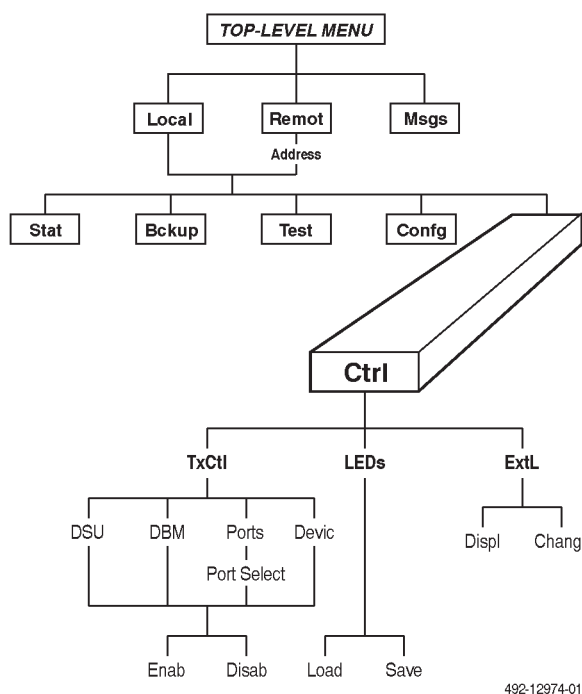 TOP-LEVEL MENU
Local Remot Msgs
Address
Stat Bckup Test Confg
Ctrl
TxCtl LEDs ExtL
DSU DBM Ports Devic
Displ Chang
Port Select
Enab Disab Load Save
492-12974-01